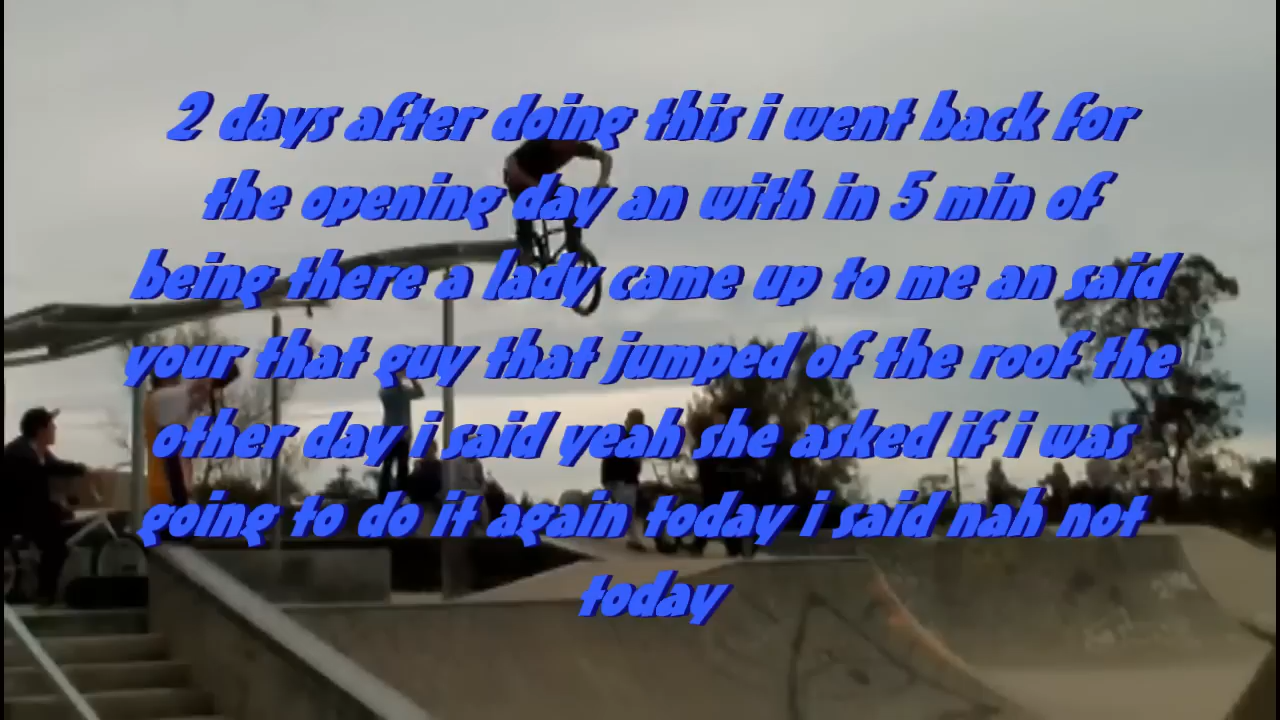 2 days after doing this i went back for
the opening day an with in 5 min of
being there a lady came up to me an said
your that guy that jumped of the roof the
other day i said yeah she asked if i was
going to do it again today i said nah not
today